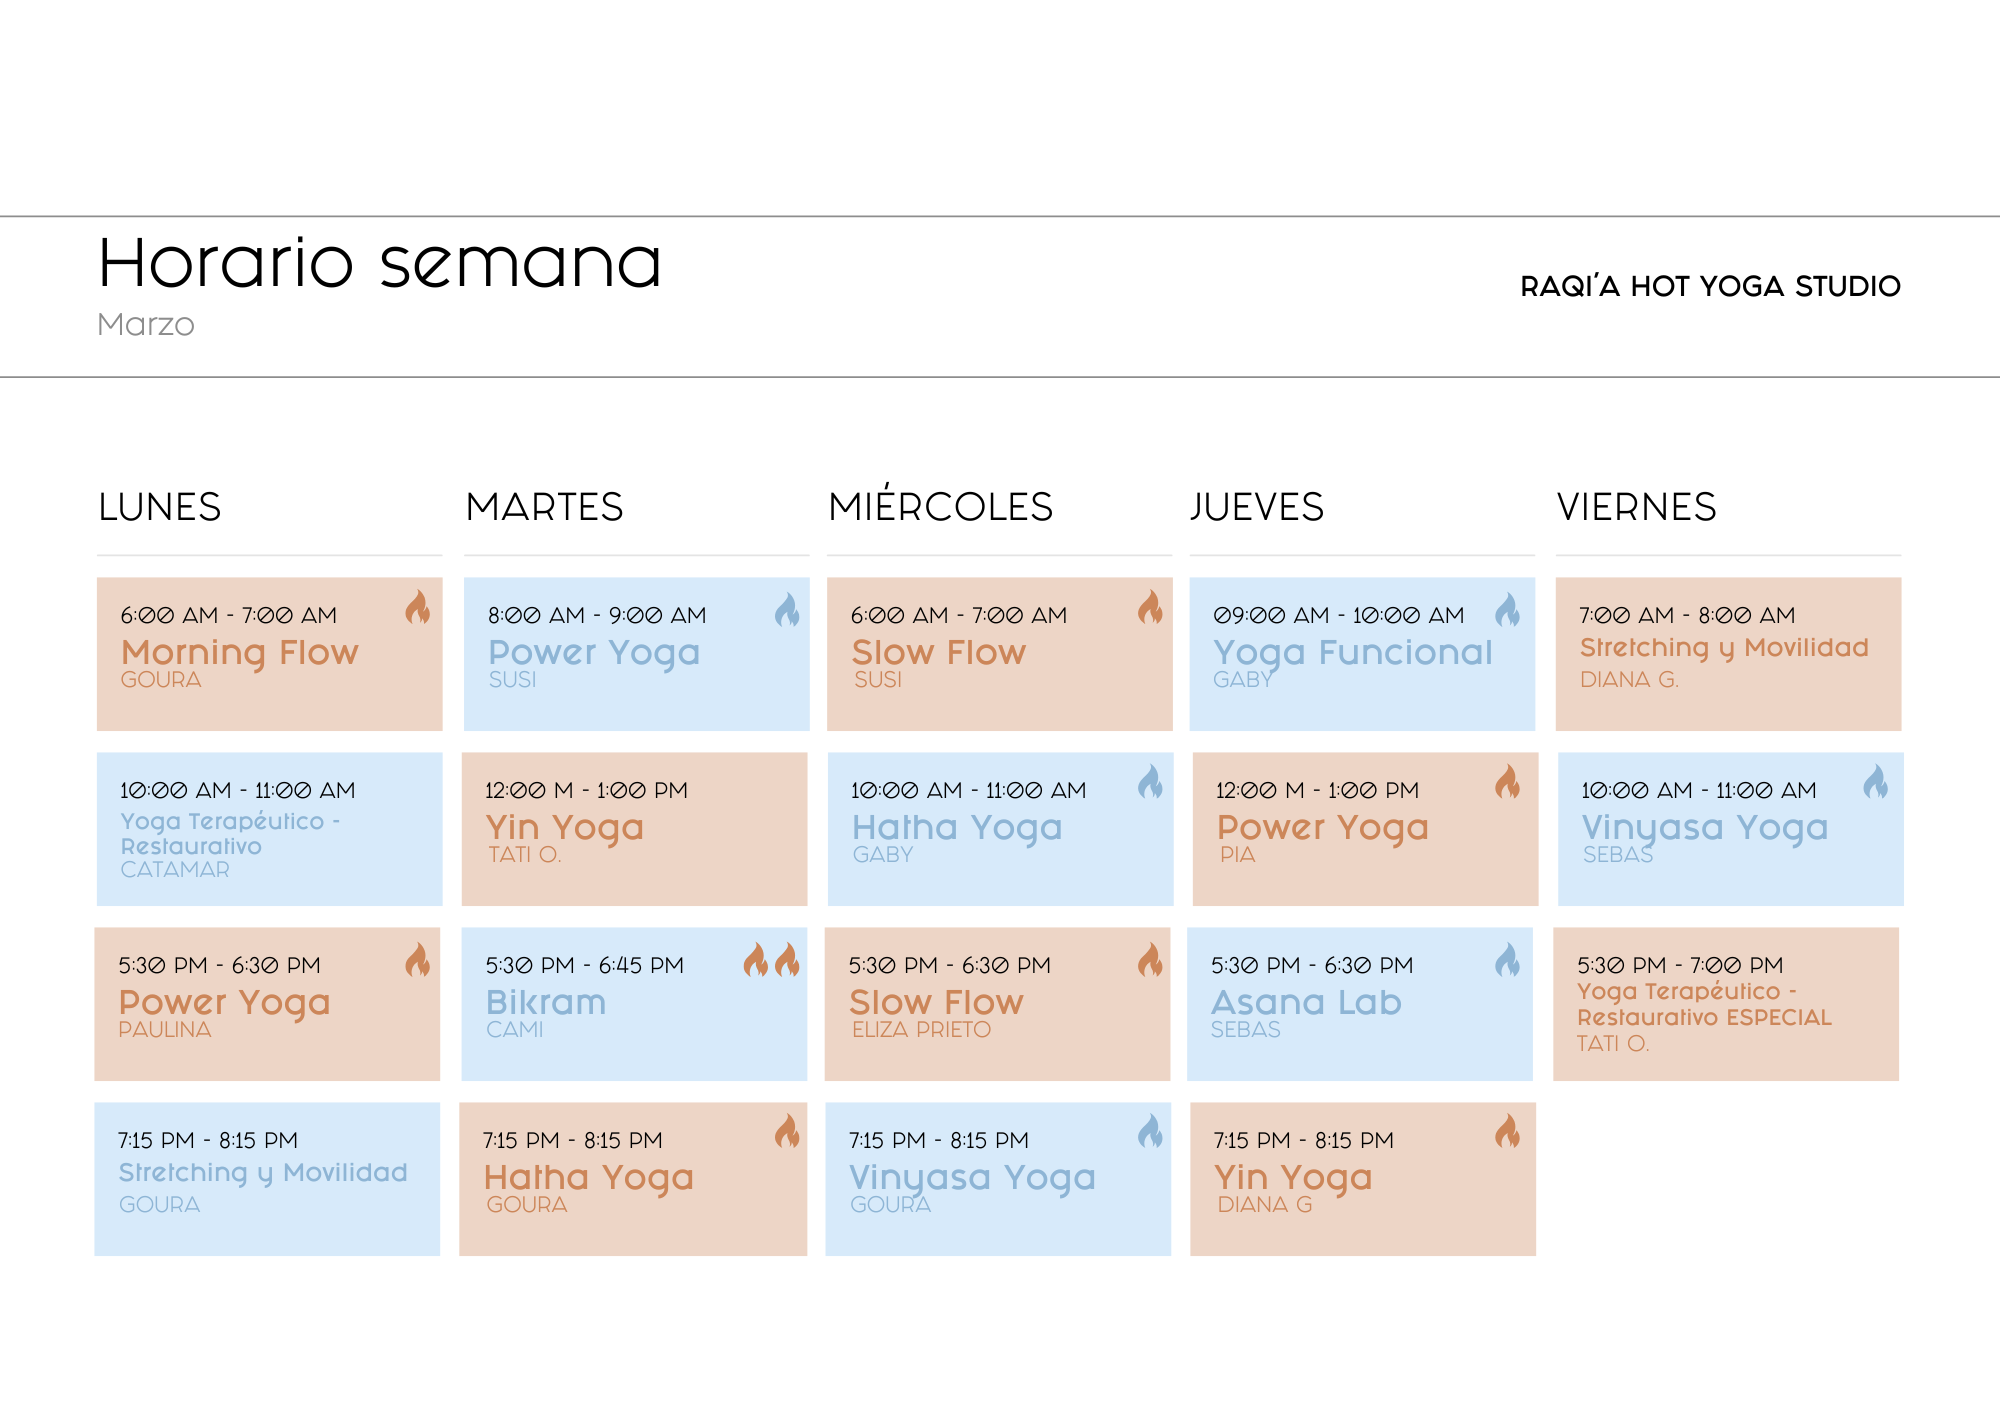 Horario semana
Marzo
RAQI'A HOT YOGA STUDIO
LUNES
6:00 AM - 7:00 AM
Morning Flow
GOURA
10:00 AM - 11:00 AM
Yoga Terapéutico -
Restaurativo
CATAMAR
5:30 PM - 6:30 PM
Power Yoga
PAULINA
7:15 PM - 8:15 PM
Stretching y Movilidad
GOURA
MARTES
8:00 AM - 9:00 AM
Power Yoga
SUSI
12:00 M - 1:00 PM
Yin Yoga
TATI O.
5:30 PM - 6:45 PM
Bikram
CAMI
7:15 PM - 8:15 PM
Hatha Yoga
GOURA
MIÉRCOLES
6:00 AM - 7:00 AM
Slow Flow
SUSI
10:00 AM - 11:00 AM
Hatha Yoga
GABY
5:30 PM - 6:30 PM
Slow Flow
ELIZA PRIETO
7:15 PM - 8:15 PM
Vinyasa Yoga
GOURA
JUEVES
09:00 AM - 10:00 AM
Yoga Funcional
GABY
12:00 M - 1:00 PM
Power Yoga
PIA
5:30 PM - 6:30 PM
Asana Lab
SEBAS
7:15 PM - 8:15 PM
Yin Yoga
DIANA G
VIERNES
7:00 AM - 8:00 AM
Stretching y Movilidad
DIANA G.
10:00 AM - 11:00 AM
Vinyasa Yoga
SEBAS
5:30 PM - 7:00 PM
Yoga Terapéutico -
Restaurativo ESPECIAL
TATI O.